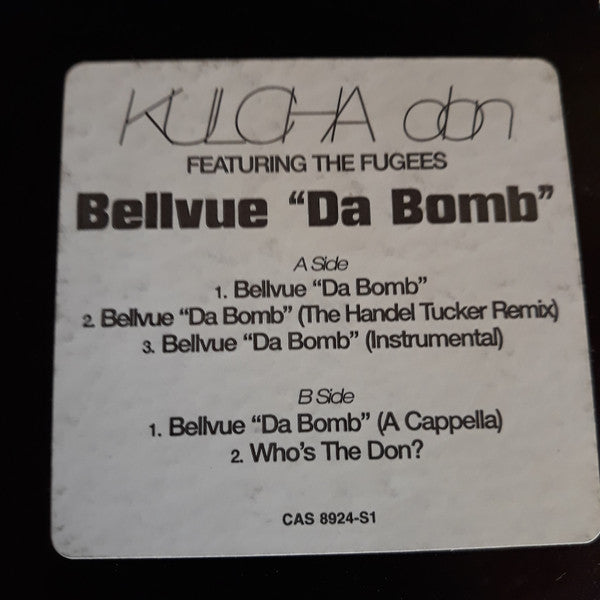 KULCHA don
FEATURING THE FUGEES
Bellvue “Da Bomb”
A Side
1. Bellvue “Da Bomb”
2. Bellvue “Da Bomb” (The Handel Tucker Remix)
3. Bellvue “Da Bomb” (Instrumental)
B Side
1. Bellvue “Da Bomb” (A Cappella)
2. Who’s The Don?
CAS 8924-S1